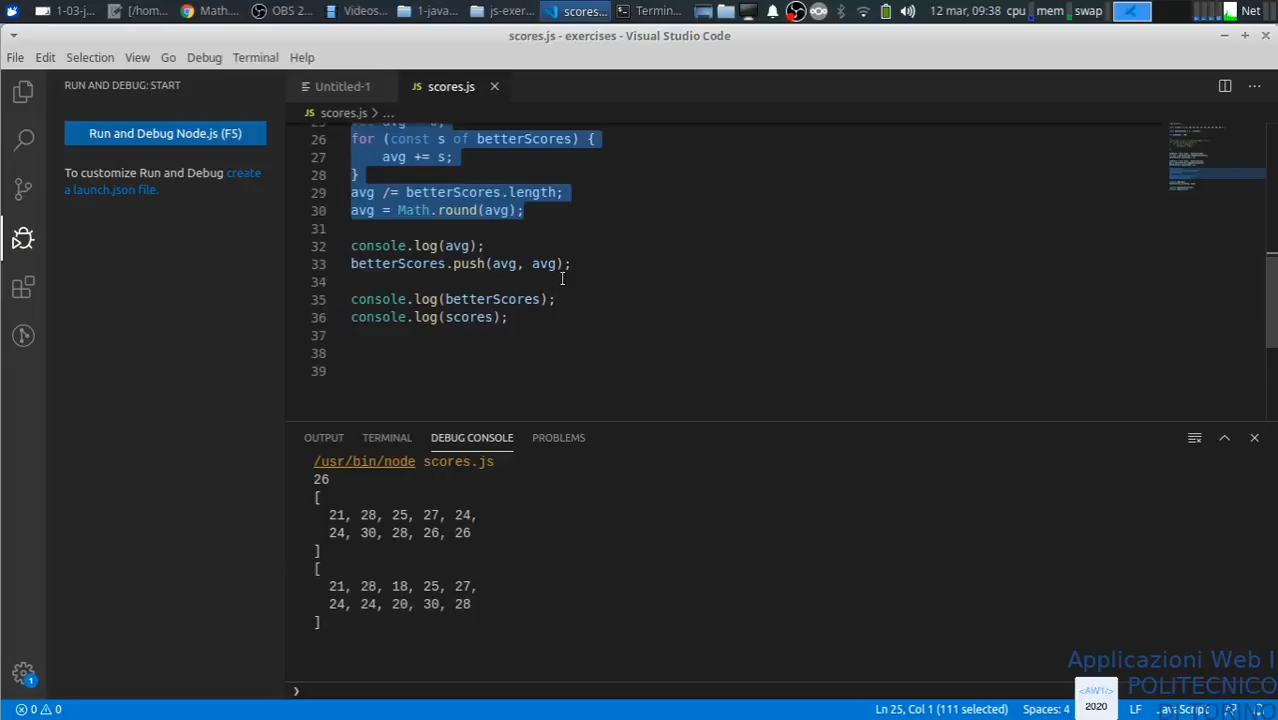 1-03-j...
[/hom...
Math...
OBS 2...
Videos...
1-java...
js-exer...
scores...
Termin...
12 mar, 09:38
cpu
mem
swap
Net
scores.js - exercises - Visual Studio Code
File Edit Selection View Go Debug Terminal Help
RUN AND DEBUG: START
Untitled-1
JS scores.js
Run and Debug Node.js (F5)
To customize Run and Debug create
a launch.json file.
JS scores.js > ...
26 for (const s of betterScores) {
27 avg += s;
28 }
29 avg /= betterScores.length;
30 avg = Math.round(avg);
31
32 console.log(avg);
33 betterScores.push(avg, avg);
34
35 console.log(betterScores);
36 console.log(scores);
37
38
39
OUTPUT TERMINAL DEBUG CONSOLE PROBLEMS
/usr/bin/node scores.js
26
[
21, 28, 25, 27, 24,
24, 30, 28, 26, 26
]
[
21, 28, 18, 25, 27,
24, 24, 20, 30, 28
]
Applicazioni Web I
POLITECNICO
<AW1/>
2020
1
0 0
Ln 25, Col 1 (111 selected)
Spaces: 4
LF
JavaScript